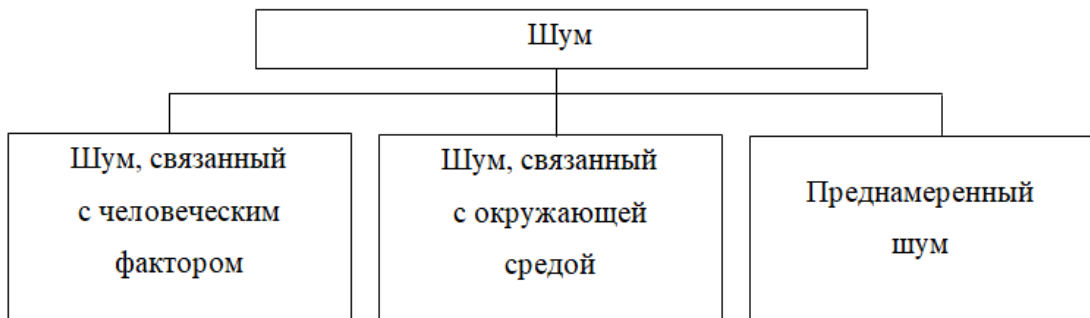 Шум
Шум, связанный
с человеческим
фактором
Шум, связанный
с окружающей
средой
Преднамеренный
шум